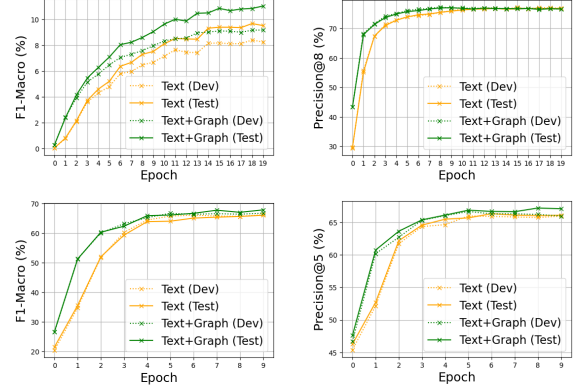 F1-Macro (%)
10
8
6
4
2
0
Text (Dev)
Text (Test)
Text+Graph (Dev)
Text+Graph (Test)
0 1 2 3 4 5 6 7 8 9 10 11 12 13 14 15 16 17 18 19
Epoch
Precision@8 (%)
70
60
50
40
30
Text (Dev)
Text (Test)
Text+Graph (Dev)
Text+Graph (Test)
0 1 2 3 4 5 6 7 8 9 10 11 12 13 14 15 16 17 18 19
Epoch
F1-Macro (%)
70
60
50
40
30
20
Text (Dev)
Text (Test)
Text+Graph (Dev)
Text+Graph (Test)
0 1 2 3 4 5 6 7 8 9
Epoch
Precision@5 (%)
65
60
55
50
45
Text (Dev)
Text (Test)
Text+Graph (Dev)
Text+Graph (Test)
0 1 2 3 4 5 6 7 8 9
Epoch